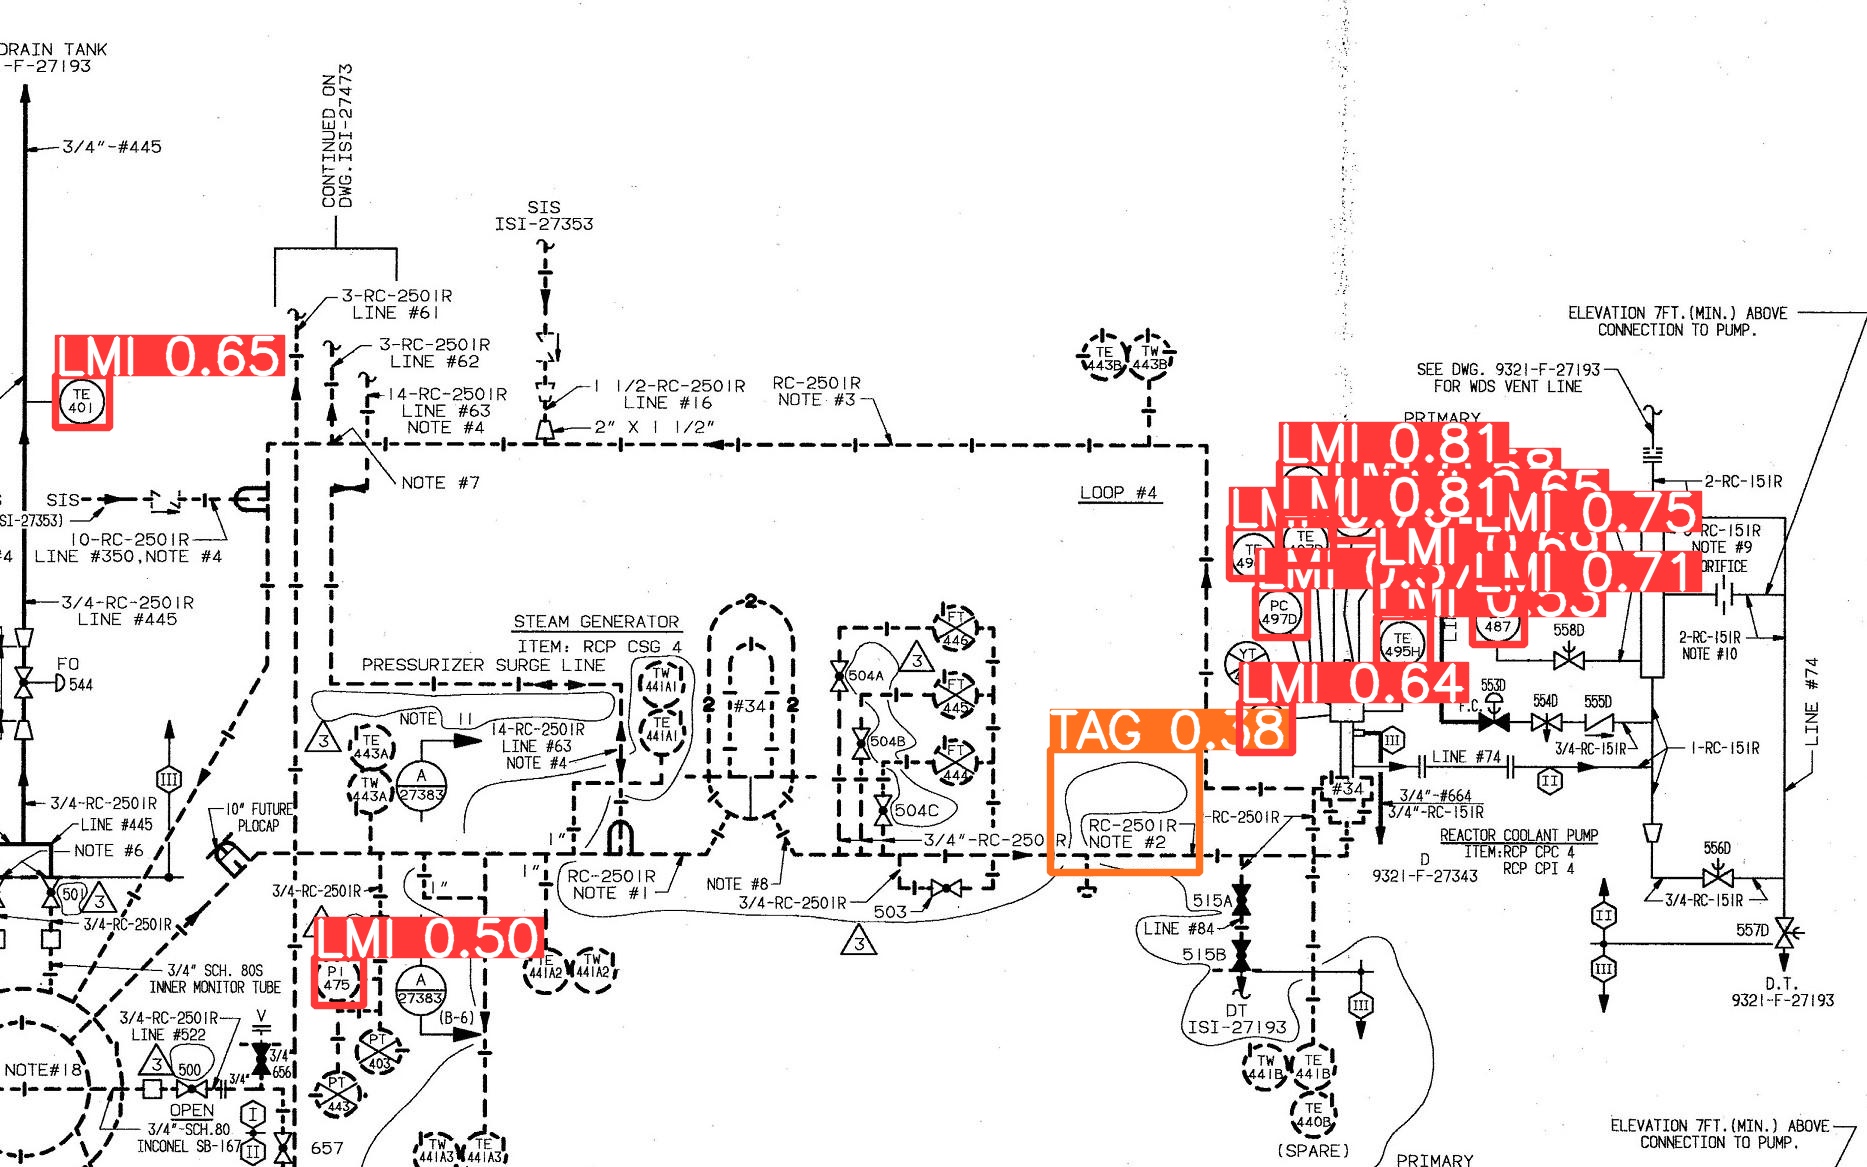 DRAIN TANK
-F-27193
3/4"-#445
CONTINUED ON
DWG.ISI-27473
SIS
ISI-27353
3-RC-2501R
LINE #61
3-RC-2501R
LINE #62
14-RC-2501R
LINE #63
NOTE #4
1 1/2-RC-2501R
LINE #16
2" X 1 1/2"
RC-2501R
NOTE #3
TE
443B
TW
443B
ELEVATION 7FT.(MIN.) ABOVE
CONNECTION TO PUMP.
SEE DWG. 9321-F-27193
FOR WDS VENT LINE
PRIMARY
LMI 0.65
TE
401
NOTE #7
LOOP #4
LMI 0.81
LMI 0.81
LMI 0.75
LMI 0.71
2-RC-151R
RC-151R
NOTE #9
ORIFICE
SIS
SI-27353)
10-RC-2501R
LINE #350,NOTE #4
3/4-RC-2501R
LINE #445
FO
544
STEAM GENERATOR
ITEM: RCP CSG 4
PRESSURIZER SURGE LINE
NOTE 11
14-RC-2501R
LINE #63
NOTE #4
TW
441A1
TE
441A1
#34
2
2
2
FT
446
FT
445
FT
444
504A
504B
504C
3
3
TE
443A
TW
443A
A
27383
PC
497D
TE
495H
487
558D
2-RC-151R
NOTE #10
YT
LMI 0.64
TAG 0.38
F.C.
553D
554D
555D
3/4-RC-151R
1-RC-151R
LINE #74
LINE #74
III
II
#34
3/4"-#664
3/4"-RC-151R
REACTOR COOLANT PUMP
ITEM:RCP CPC 4
RCP CPI 4
D
9321-F-27343
556D
3/4-RC-151R
557D
D.T.
9321-F-27193
II
III
III
3/4-RC-2501R
LINE #445
NOTE #6
10" FUTURE
PLOCAP
501
3
3/4-RC-2501R
3/4" SCH. 80S
INNER MONITOR TUBE
3/4-RC-2501R
1"
1"
1"
RC-2501R
NOTE #1
NOTE #8
3/4"-RC-2501R
3/4-RC-2501R
503
3
RC-2501R
NOTE #2
-RC-2501R
515A
LINE #84
515B
DT
ISI-27193
III
LMI 0.50
PI
475
A
27383
(B-6)
TE
441A2
TW
441A2
PT
403
PT
443
TW
441A3
TE
441A3
3/4-RC-2501R
LINE #522
V
3/4"
656
3
500
3/4"
OPEN
NOTE#18
3/4"-SCH.80
INCONEL SB-167
I
II
657
TW
441B
TE
441B
TE
440B
(SPARE)
PRIMARY
ELEVATION 7FT.(MIN.) ABOVE
CONNECTION TO PUMP.